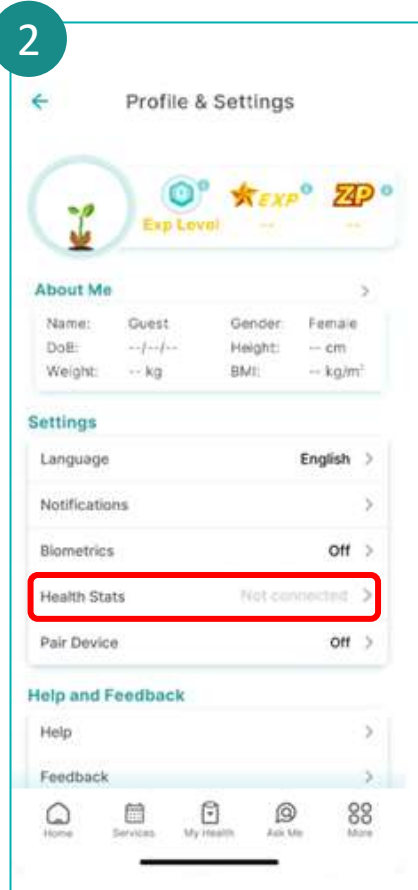 2
Profile & Settings
Exp Level EXP ZP
-- --
About Me
Name: Guest Gender: Female
DoB: --/--/-- Height: -- cm
Weight: -- kg BMI: -- kg/m²
Settings
Language English
Notifications
Biometrics Off
Health Stats Not connected
Pair Device Off
Help and Feedback
Help
Feedback
Home Services My Health Ask Me More